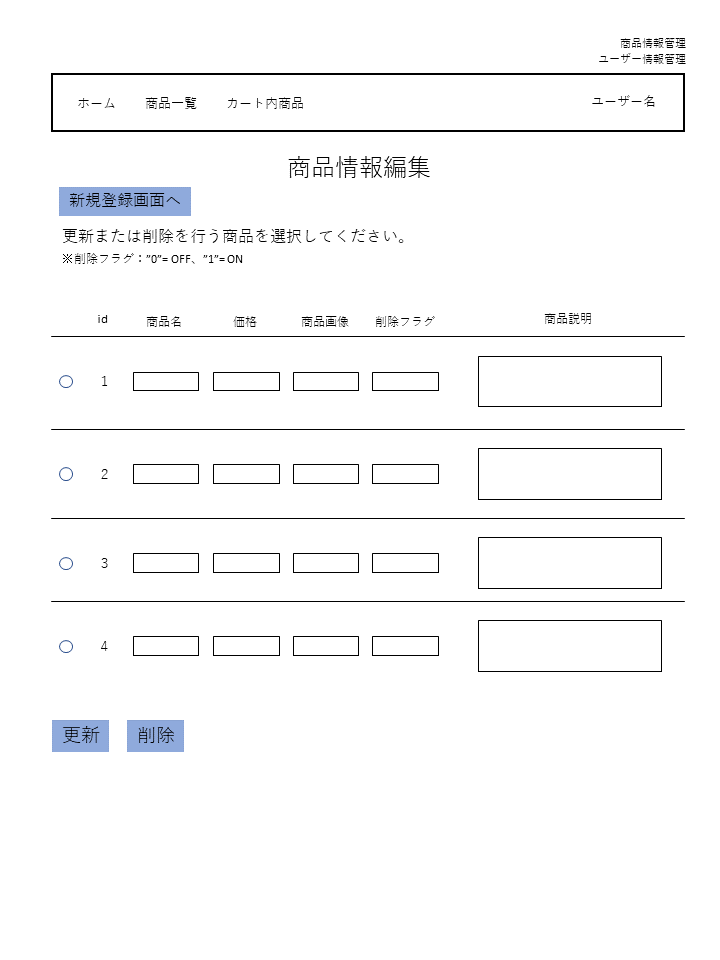 商品情報管理
ユーザー情報管理
ホーム 商品一覧 カート内商品 ユーザー名
商品情報編集
新規登録画面へ
更新または削除を行う商品を選択してください。
※削除フラグ：”0”= OFF、”1”= ON
id 商品名 価格 商品画像 削除フラグ 商品説明
1
2
3
4
更新 削除